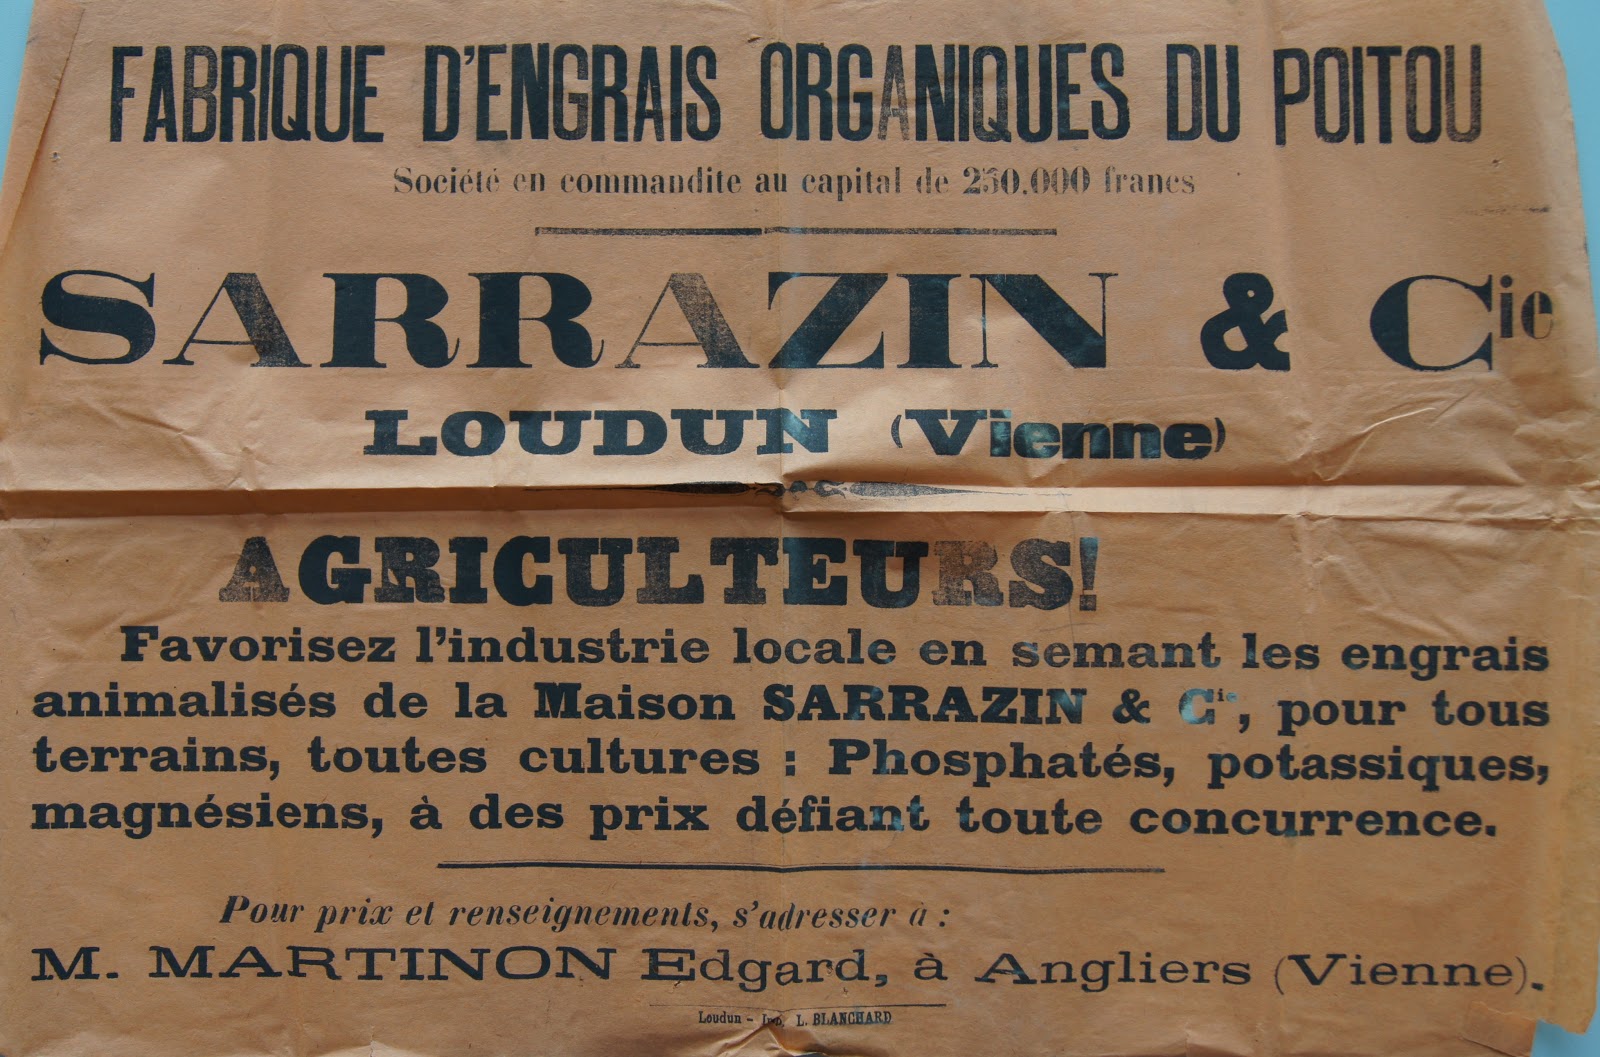 FABRIQUE D'ENGRAIS ORGANIQUES DU POITOU
Société en commandite au capital de 250.000 francs
SARRAZIN & Cie
LOUDUN (Vienne)
AGRICULTEURS!
Favorisez l'industrie locale en semant les engrais
animalisés de la Maison SARRAZIN & Cie, pour tous
terrains, toutes cultures : Phosphatés, potassiques,
magnésiens, à des prix défiant toute concurrence.
Pour prix et renseignements, s'adresser à :
M. MARTINON Edgard, à Angliers (Vienne).
Loudun - Imp. L. BLANCHARD